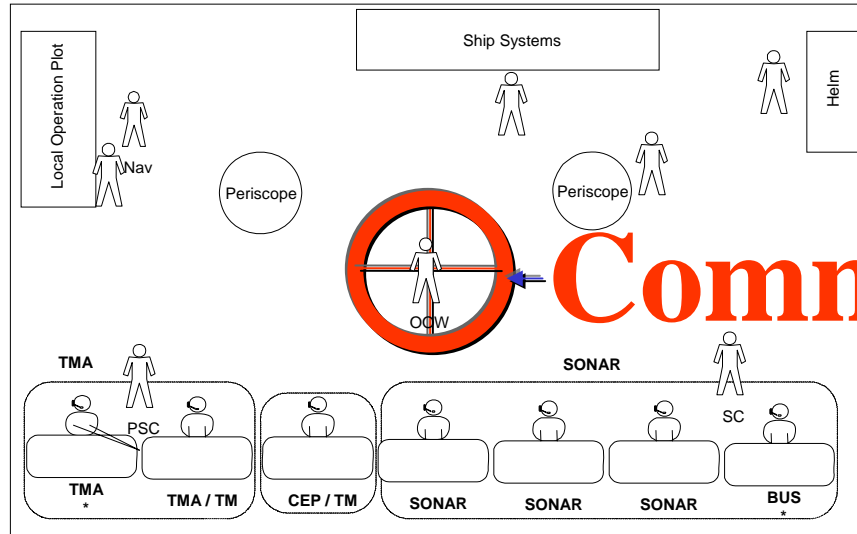 Ship Systems
Local Operation Plot
Helm
Nav
Periscope
Periscope
OOW
TMA
SONAR
PSC
SC
TMA
*
TMA / TM
CEP / TM
SONAR
SONAR
SONAR
BUS
*